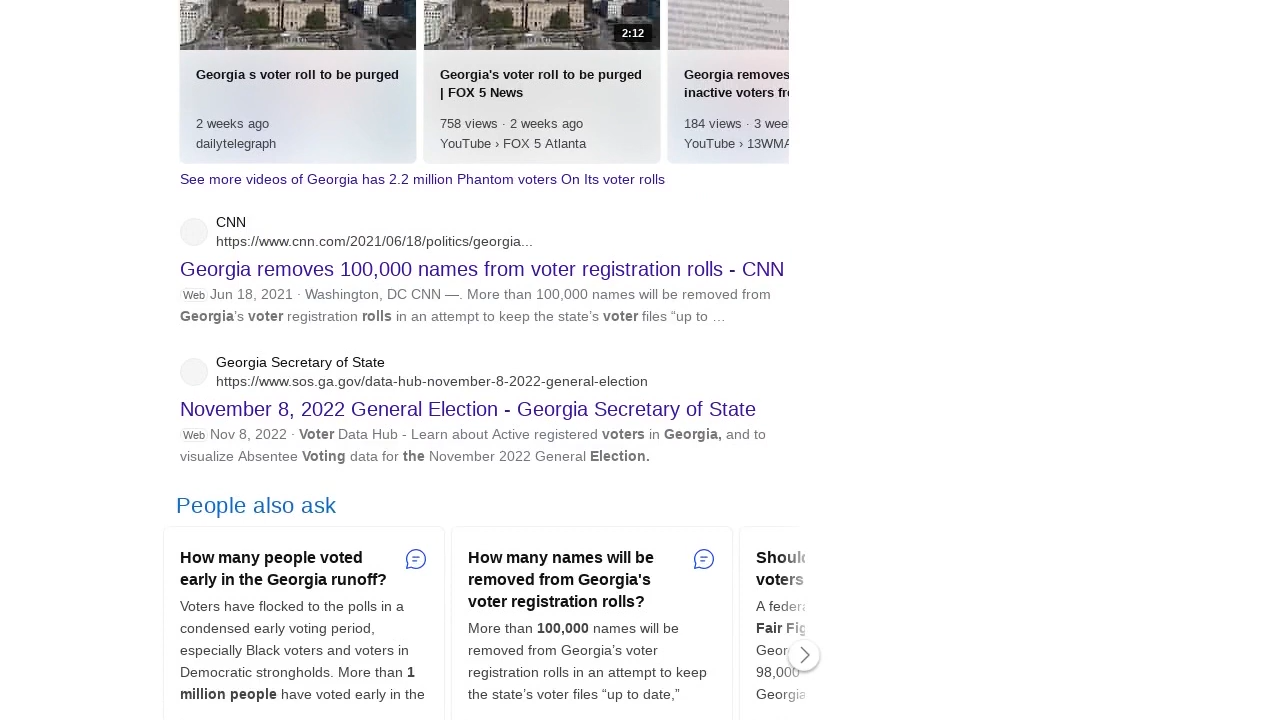 2:12
Georgia s voter roll to be purged
2 weeks ago
dailytelegraph
Georgia's voter roll to be purged
| FOX 5 News
758 views · 2 weeks ago
YouTube › FOX 5 Atlanta
Georgia removes
inactive voters
184 views · 3
YouTube › 13WMA
See more videos of Georgia has 2.2 million Phantom voters On Its voter rolls
CNN
https://www.cnn.com/2021/06/18/politics/georgia...
Georgia removes 100,000 names from voter registration rolls - CNN
Web Jun 18, 2021 · Washington, DC CNN —. More than 100,000 names will be removed from
Georgia’s voter registration rolls in an attempt to keep the state’s voter files “up to …
Georgia Secretary of State
https://www.sos.ga.gov/data-hub-november-8-2022-general-election
November 8, 2022 General Election - Georgia Secretary of State
Web Nov 8, 2022 · Voter Data Hub - Learn about Active registered voters in Georgia, and to
visualize Absentee Voting data for the November 2022 General Election.
People also ask
How many people voted
early in the Georgia runoff?
Voters have flocked to the polls in a
condensed early voting period,
especially Black voters and voters in
Democratic strongholds. More than 1
million people have voted early in the
How many names will be
removed from Georgia's
voter registration rolls?
More than 100,000 names will be
removed from Georgia’s voter
registration rolls in an attempt to keep
the state’s voter files “up to date,”
voters
A
Fair
98,000
Georgia